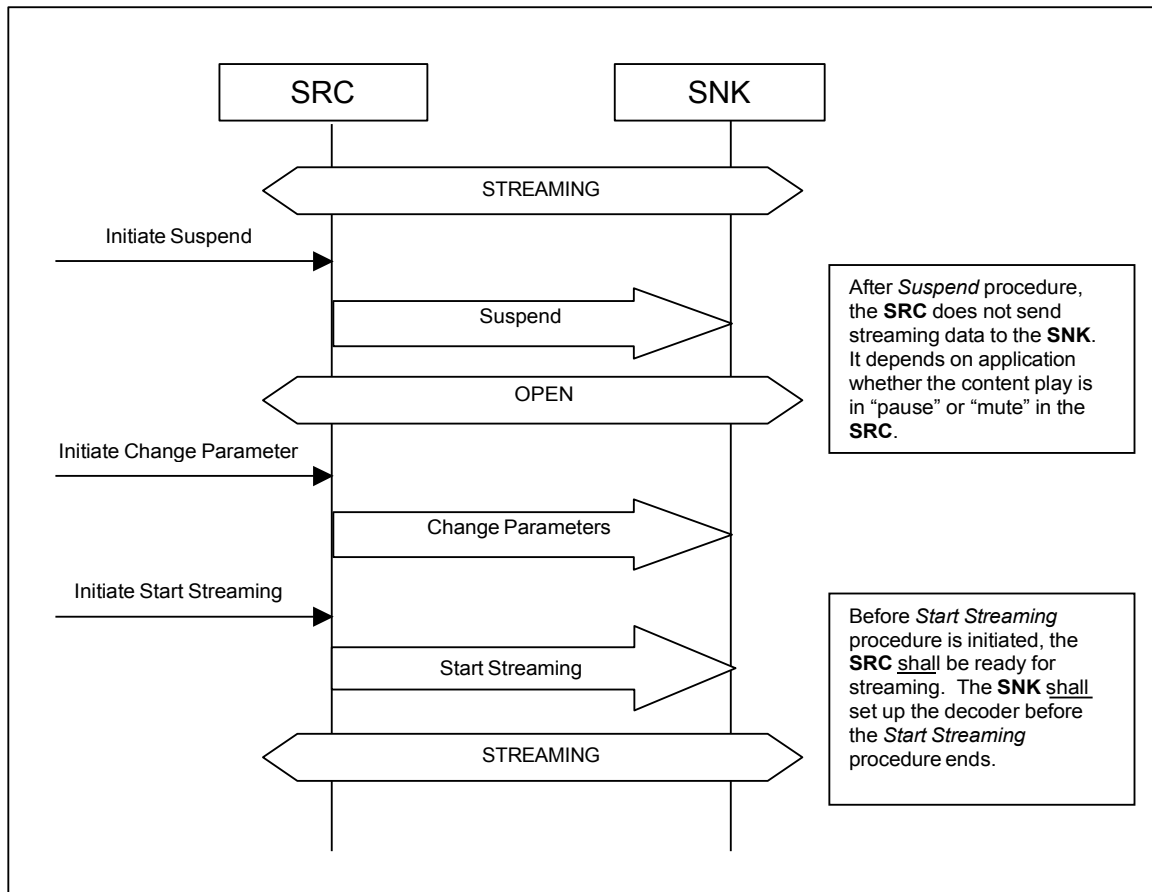 SRC
SNK
STREAMING
Initiate Suspend
Suspend
After Suspend procedure,
the SRC does not send
streaming data to the SNK.
It depends on application
whether the content play is
in “pause” or “mute” in the
SRC.
OPEN
Initiate Change Parameter
Change Parameters
Initiate Start Streaming
Start Streaming
Before Start Streaming
procedure is initiated, the
SRC shall be ready for
streaming. The SNK shall
set up the decoder before
the Start Streaming
procedure ends.
STREAMING